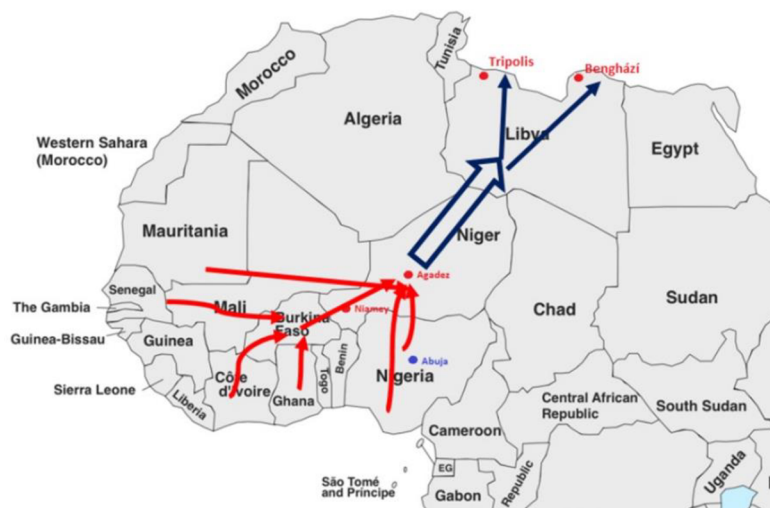 Morocco
Tunisia
Tripolis
Benghází
Algeria
Libya
Egypt
Western Sahara
(Morocco)
Mauritania
Niger
Agadez
Senegal
Mali
The Gambia
Burkina
Faso
Niamey
Chad
Sudan
Guinea-Bissau
Guinea
Benin
Togo
Abuja
Nigeria
Côte
d'Ivoire
Ghana
Sierra Leone
Liberia
Central African
Republic
South Sudan
Cameroon
São Tomé
and Príncipe
EG
Gabon
Republic
Uganda